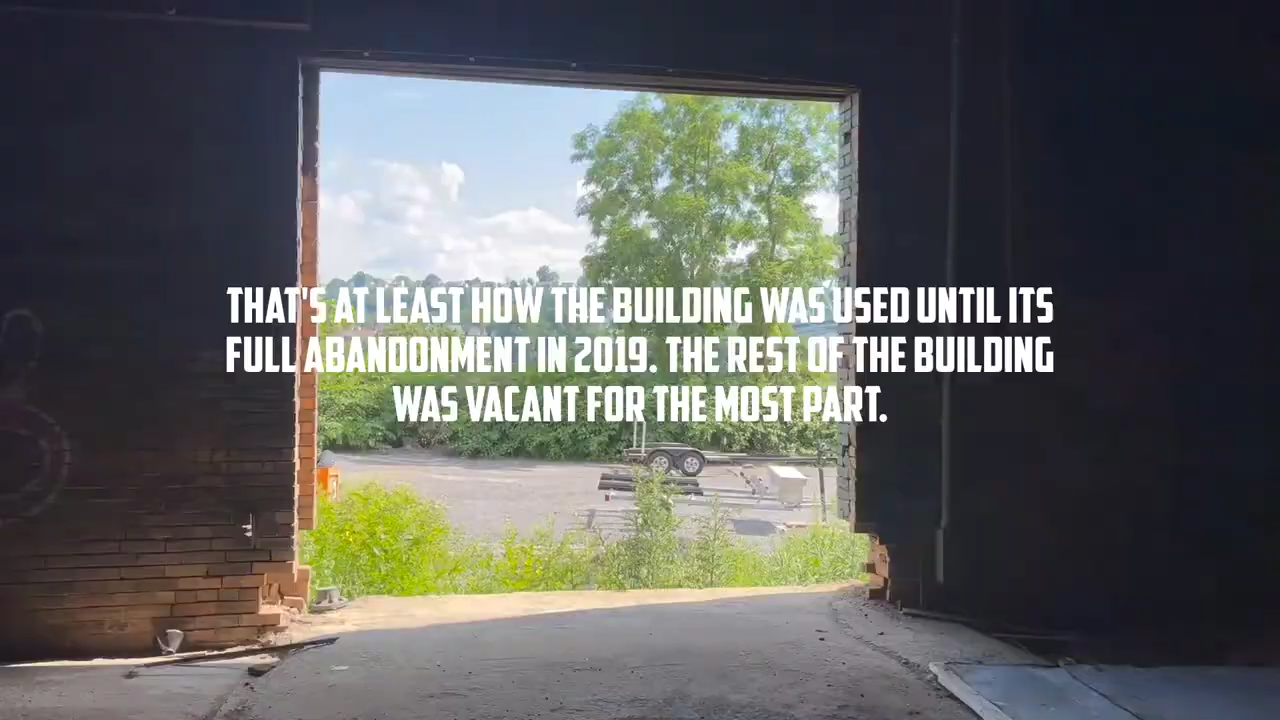 THAT'S AT LEAST HOW THE BUILDING WAS USED UNTIL ITS
FULL ABANDONMENT IN 2019. THE REST OF THE BUILDING
WAS VACANT FOR THE MOST PART.